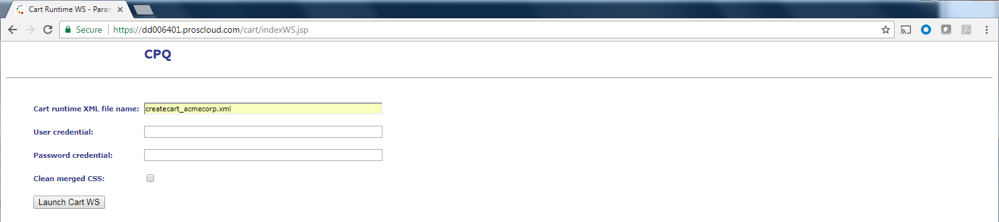 Cart Runtime WS - Param
Secure https://dd006401.proscloud.com/cart/indexWS.jsp
CPQ
Cart runtime XML file name: createcart_acmecorp.xml
User credential:
Password credential:
Clean merged CSS:
Launch Cart WS